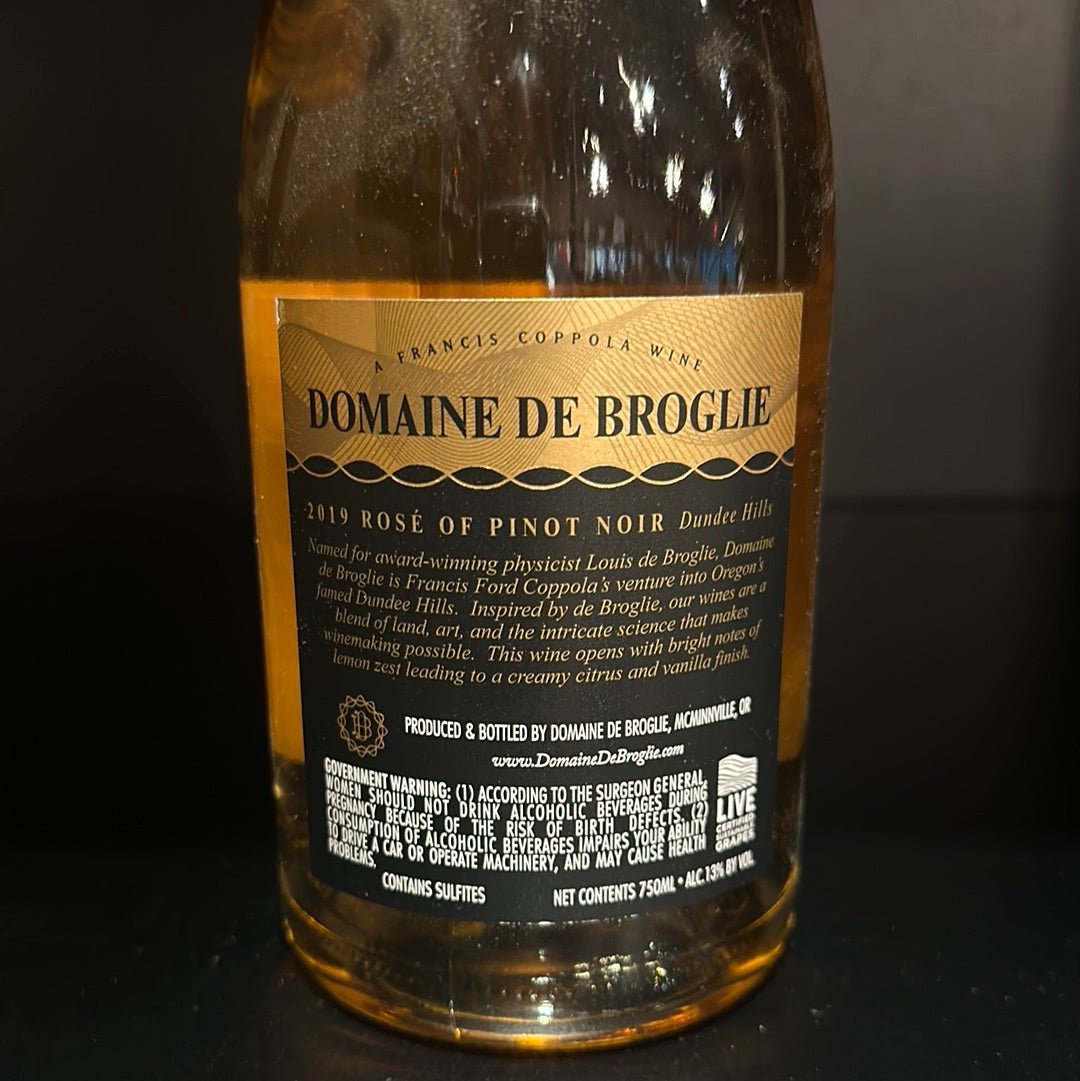 A FRANCIS COPPOLA WINE
DOMAINE DE BROGLIE
2019 ROSÉ OF PINOT NOIR Dundee Hills
Named for award-winning physicist Louis de Broglie, Domaine
de Broglie is Francis Ford Coppola's venture into Oregon's
famed Dundee Hills. Inspired by de Broglie, our wines are a
blend of land, art, and the intricate science that makes
winemaking possible. This wine opens with bright notes of
lemon zest leading to a creamy citrus and vanilla finish.
PRODUCED & BOTTLED BY DOMAINE DE BROGLIE, MCMINNVILLE, OR
www.DomaineDeBroglie.com
GOVERNMENT WARNING: (1) ACCORDING TO THE SURGEON GENERAL,
WOMEN SHOULD NOT DRINK ALCOHOLIC BEVERAGES DURING
PREGNANCY BECAUSE OF THE RISK OF BIRTH DEFECTS. (2)
CONSUMPTION OF ALCOHOLIC BEVERAGES IMPAIRS YOUR ABILITY
TO DRIVE A CAR OR OPERATE MACHINERY, AND MAY CAUSE HEALTH
PROBLEMS.
LIVE
CERTIFIED
SUSTAINABLE
GRAPES
CONTAINS SULFITES
NET CONTENTS 750ML • ALC. 13% BY VOL.